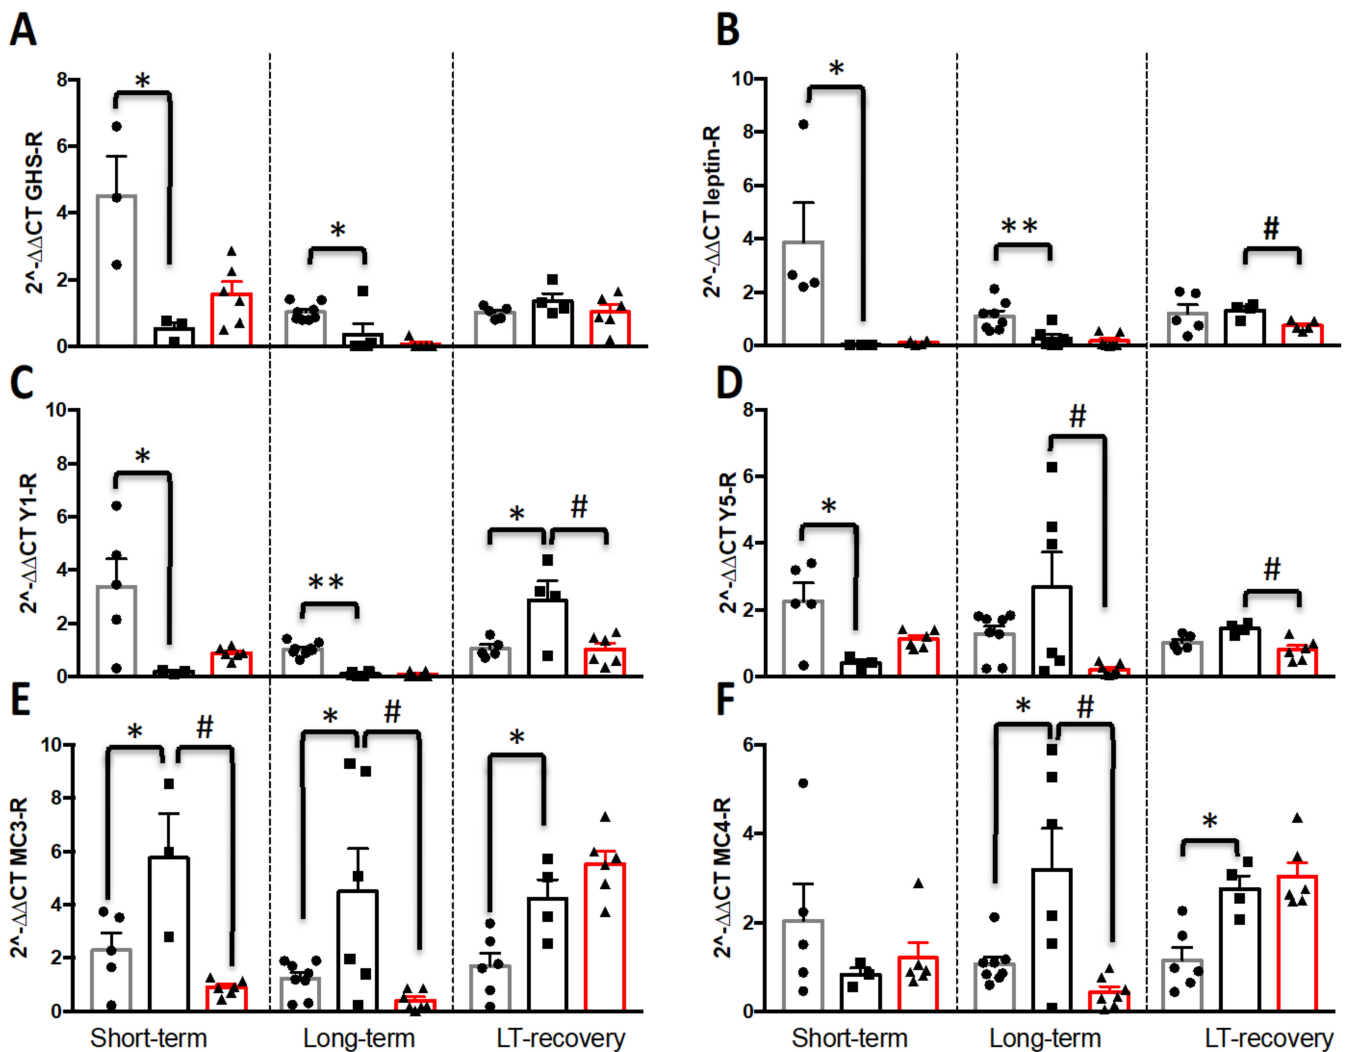 A
B
2^-ΔΔCT GHS-R
8
6
4
2
0
*
*
2^-ΔΔCT leptin-R
10
8
6
4
2
0
*
**
#
C
D
2^-ΔΔCT Y1-R
10
8
6
4
2
0
*
**
*
#
2^-ΔΔCT Y5-R
8
6
4
2
0
*
#
#
E
F
2^-ΔΔCT MC3-R
10
8
6
4
2
0
*
#
*
#
*
2^-ΔΔCT MC4-R
6
4
2
0
*
#
*
Short-term
Long-term
LT-recovery
Short-term
Long-term
LT-recovery